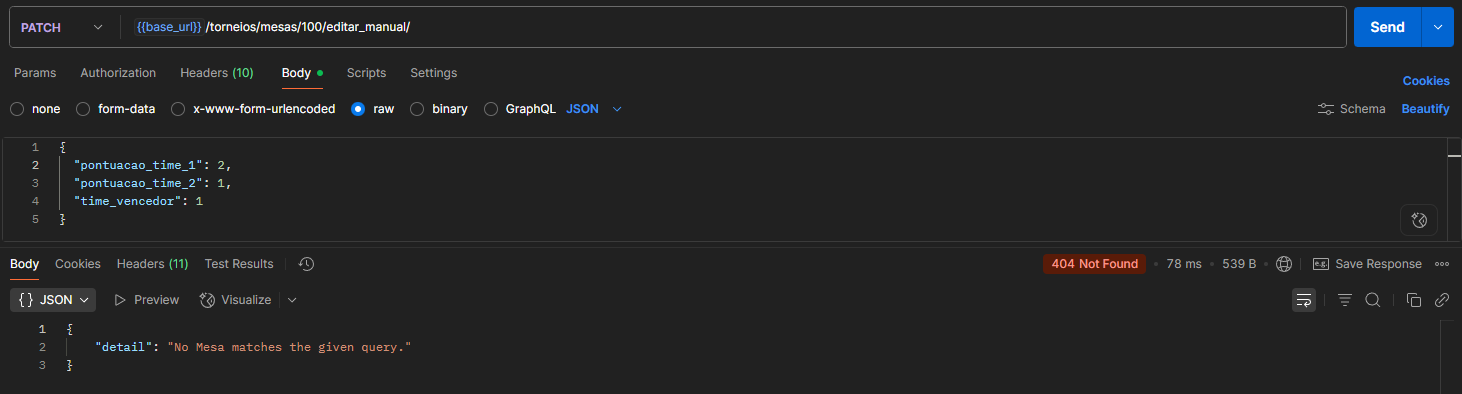 PATCH {{base_url}} /torneios/mesas/100/editar_manual/ Send
Params Authorization Headers (10) Body Scripts Settings Cookies
none form-data x-www-form-urlencoded raw binary GraphQL JSON Schema Beautify
1 {
2 "pontuacao_time_1": 2,
3 "pontuacao_time_2": 1,
4 "time_vencedor": 1
5 }
Body Cookies Headers (11) Test Results 404 Not Found 78 ms 539 B e.g. Save Response
{} JSON Preview Visualize
1 {
2 "detail": "No Mesa matches the given query."
3 }